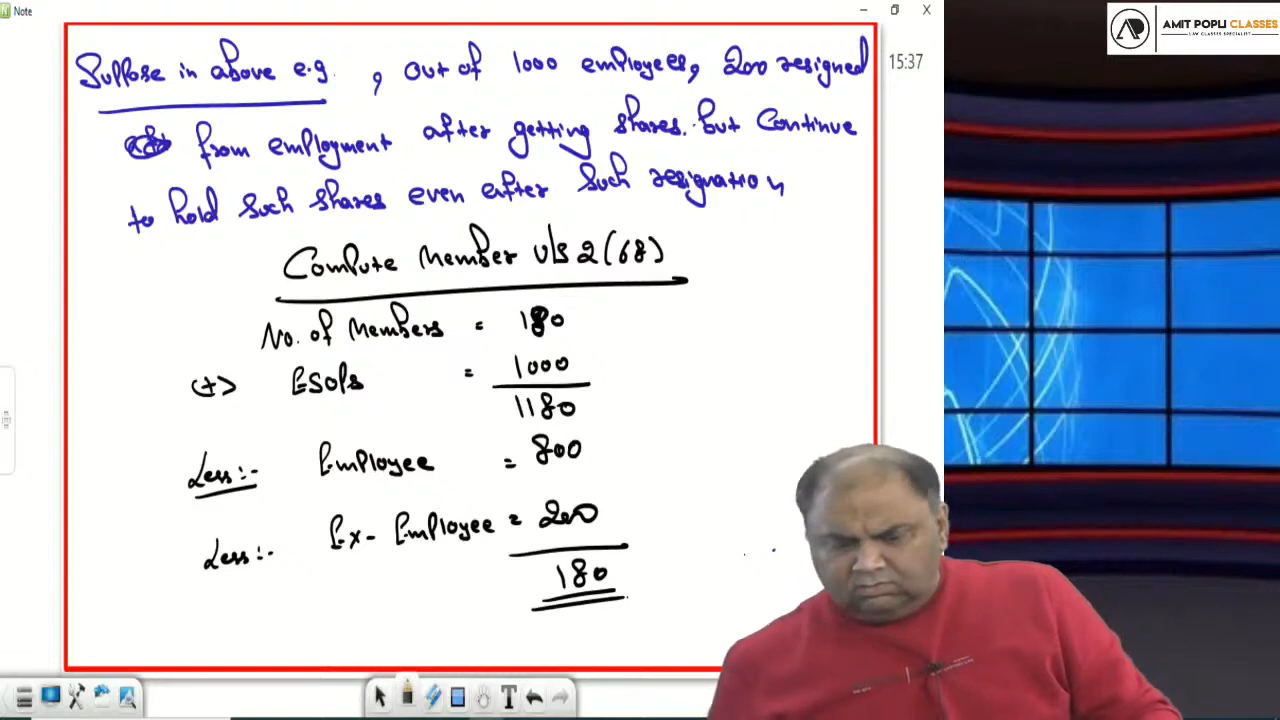 Note
AMIT POPLI CLASSES
LAW CLASSES SPECIALIST
15:37
Suppose in above e.g. , out of 1000 employees, 200 resigned
from employment after getting shares. but continue
to hold such shares even after such resignation
Compute Member u/s 2(68)
No. of Members = 180
(+) ESOPs = 1000
1180
Less:- Employee = 800
Less:- Ex-Employee = 200
180
T